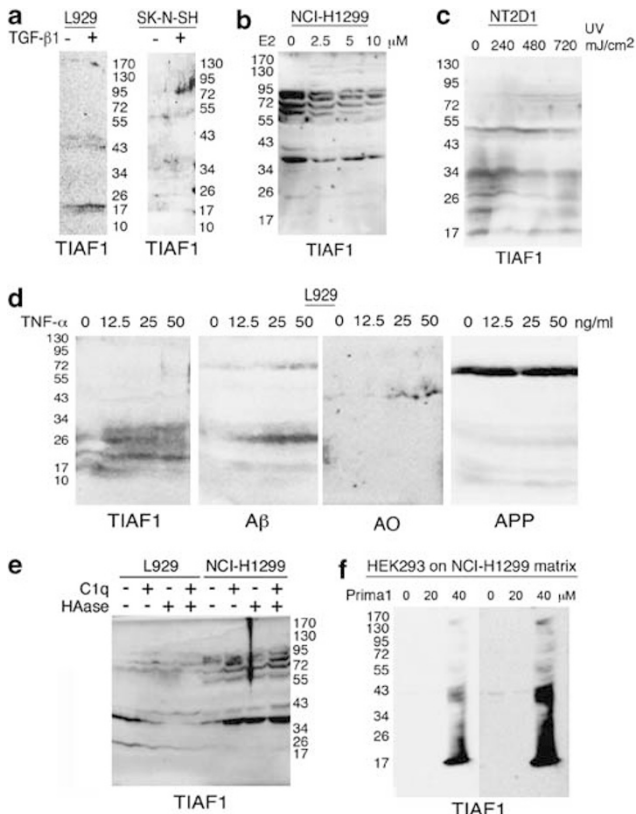 a
L929 SK-N-SH
TGF-β1 - + - +
170
130
95
72
55
43
34
26
17
10
130
95
72
55
43
34
26
17
10
TIAF1 TIAF1
b
NCI-H1299
E2 0 2.5 5 10 μM
170
130
95
72
55
43
34
26
17
TIAF1
c
NT2D1
UV
0 240 480 720 mJ/cm2
130
95
72
55
43
34
26
17
TIAF1
d
L929
TNF-α 0 12.5 25 50 0 12.5 25 50 0 12.5 25 50 0 12.5 25 50 ng/ml
130
95
72
55
43
34
26
17
10
TIAF1 Aβ AO APP
e
L929 NCI-H1299
C1q - + - + - + - +
HAase - - + + - - + +
170
130
95
72
55
43
34
26
17
TIAF1
f
HEK293 on NCI-H1299 matrix
Prima1 0 20 40 0 20 40 μM
170
130
95
72
55
43
34
26
17
TIAF1